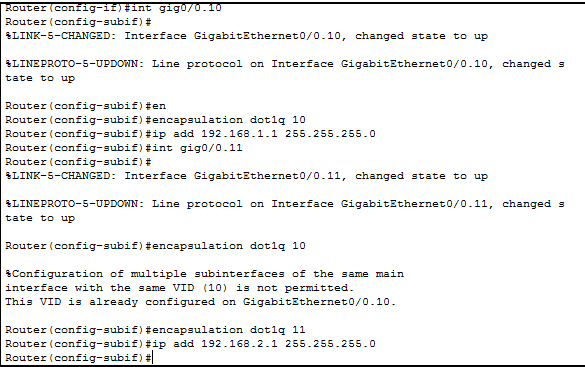 Router(config-if)#int gig0/0.10
Router(config-subif)#
%LINK-5-CHANGED: Interface GigabitEthernet0/0.10, changed state to up
%LINEPROTO-5-UPDOWN: Line protocol on Interface GigabitEthernet0/0.10, changed s
tate to up
Router(config-subif)#en
Router(config-subif)#encapsulation dot1q 10
Router(config-subif)#ip add 192.168.1.1 255.255.255.0
Router(config-subif)#int gig0/0.11
Router(config-subif)#
%LINK-5-CHANGED: Interface GigabitEthernet0/0.11, changed state to up
%LINEPROTO-5-UPDOWN: Line protocol on Interface GigabitEthernet0/0.11, changed s
tate to up
Router(config-subif)#encapsulation dot1q 10
%Configuration of multiple subinterfaces of the same main
interface with the same VID (10) is not permitted.
This VID is already configured on GigabitEthernet0/0.10.
Router(config-subif)#encapsulation dot1q 11
Router(config-subif)#ip add 192.168.2.1 255.255.255.0
Router(config-subif)#